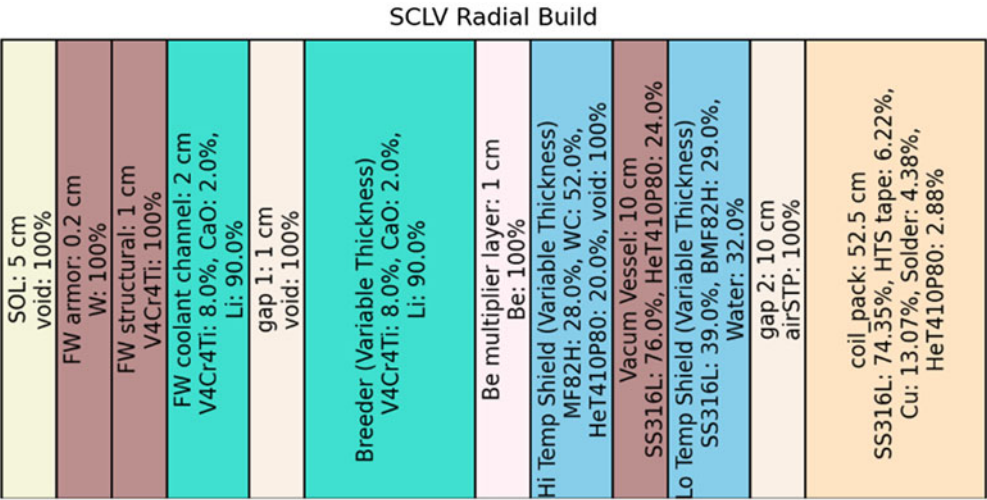 SCLV Radial Build
SOL: 5 cm
void: 100%
FW armor: 0.2 cm
W: 100%
FW structural: 1 cm
V4Cr4Ti: 100%
FW coolant channel: 2 cm
V4Cr4Ti: 8.0%, CaO: 2.0%,
Li: 90.0%
gap 1: 1 cm
void: 100%
Breeder (Variable Thickness)
V4Cr4Ti: 8.0%, CaO: 2.0%,
Li: 90.0%
Be multiplier layer: 1 cm
Be: 100%
Hi Temp Shield (Variable Thickness)
MF82H: 28.0%, WC: 52.0%,
HeT410P80: 20.0%, void: 100%
Vacuum Vessel: 10 cm
SS316L: 76.0%, HeT410P80: 24.0%
Lo Temp Shield (Variable Thickness)
SS316L: 39.0%, BMF82H: 29.0%,
Water: 32.0%
gap 2: 10 cm
airSTP: 100%
coil_pack: 52.5 cm
SS316L: 74.35%, HTS tape: 6.22%,
Cu: 13.07%, Solder: 4.38%,
HeT410P80: 2.88%